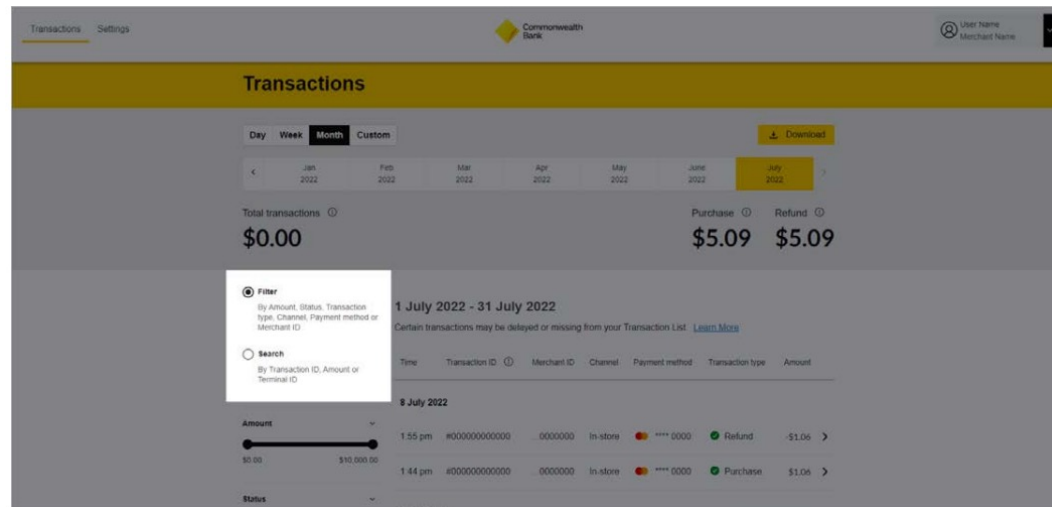 Transactions Settings
Commonwealth
Bank
User Name
Merchant Name
Transactions
Day Week Month Custom
Download
Jan Feb Mar Apr May June July
2022 2022 2022 2022 2022 2022 2022
Total transactions
Purchase Refund
$0.00
$5.09 $5.09
Filter
By Amount, Status, Transaction
type, Channel, Payment method or
Merchant ID
Search
By Transaction ID, Amount or
Terminal ID
Amount
$0.00 $10,000.00
Status
1 July 2022 - 31 July 2022
Certain transactions may be delayed or missing from your Transaction List Learn More
Time Transaction ID Merchant ID Channel Payment method Transaction type Amount
8 July 2022
1:55 pm #000000000000 ...0000000 In-store **** 0000 Refund -$1.06
1:44 pm #000000000000 ...0000000 In-store **** 0000 Purchase $1.06